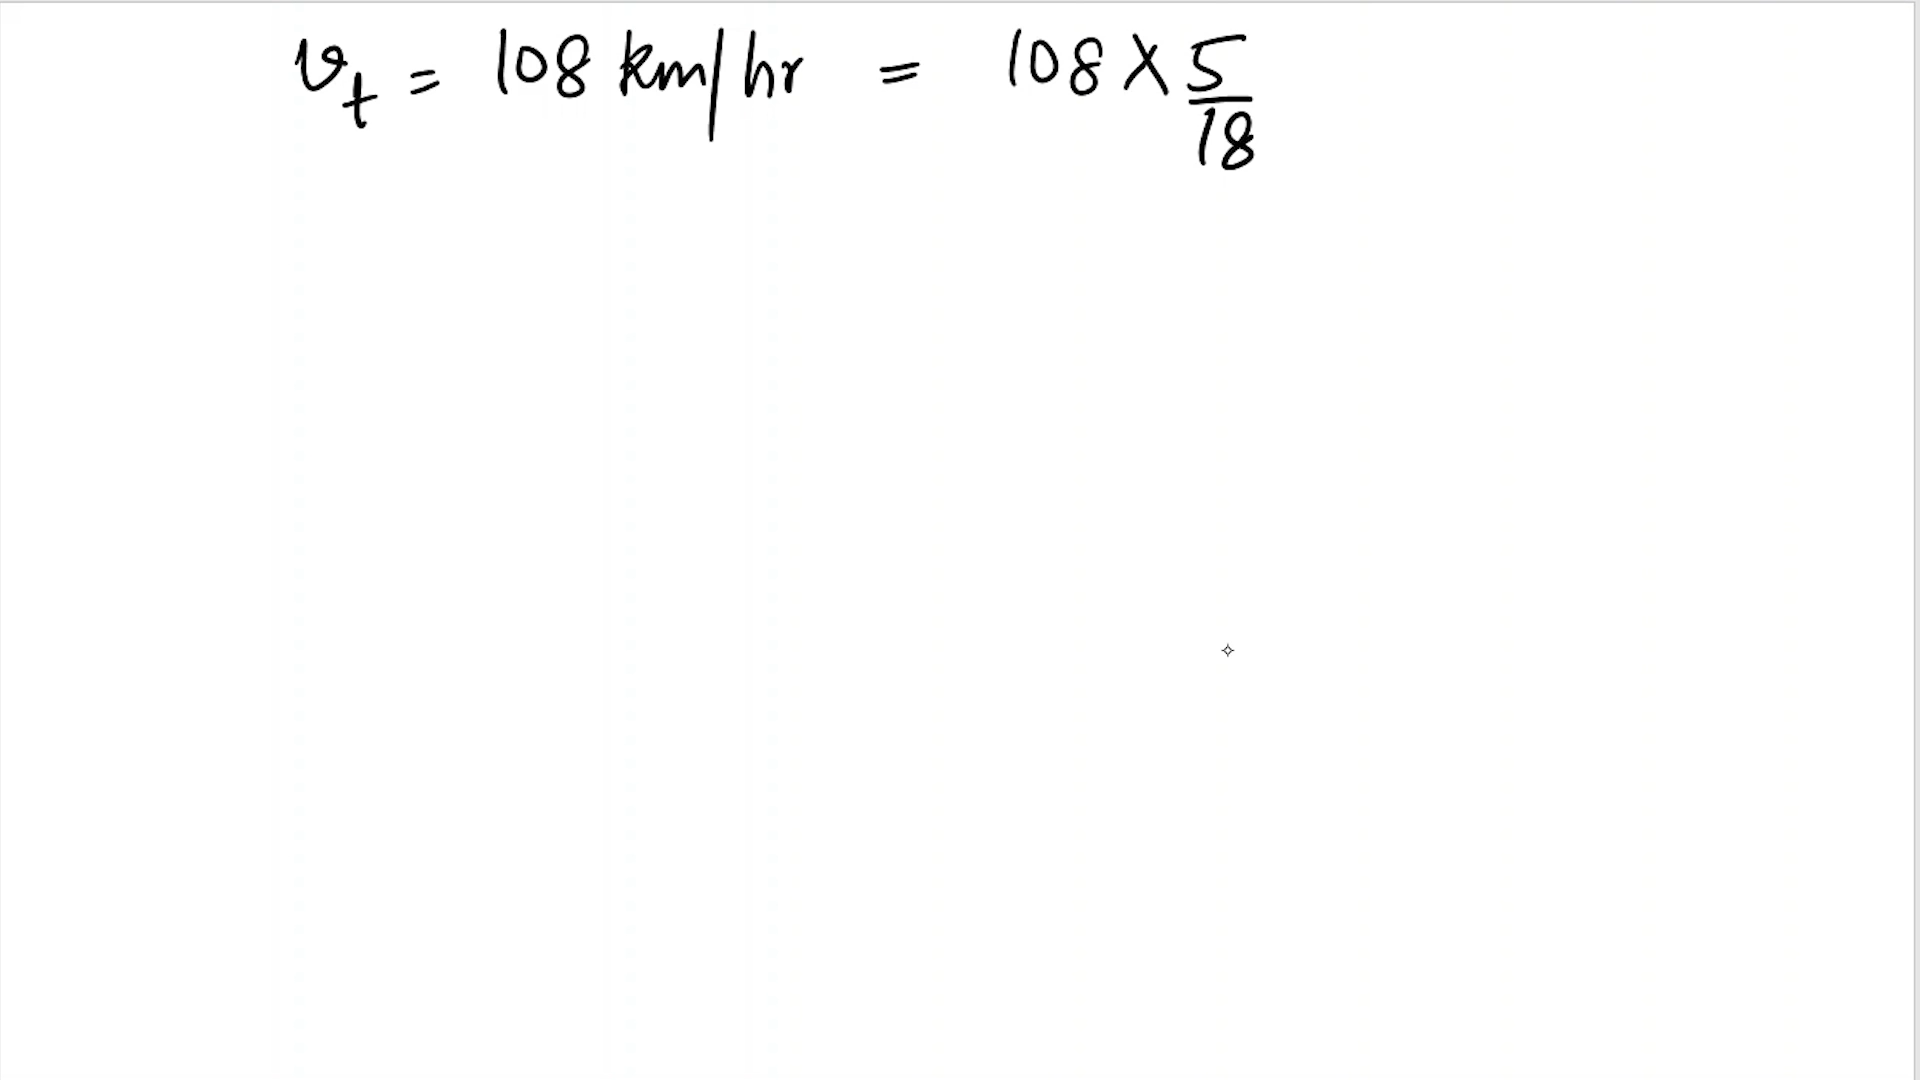 v_t = 108 km/hr = 108 × 5/18